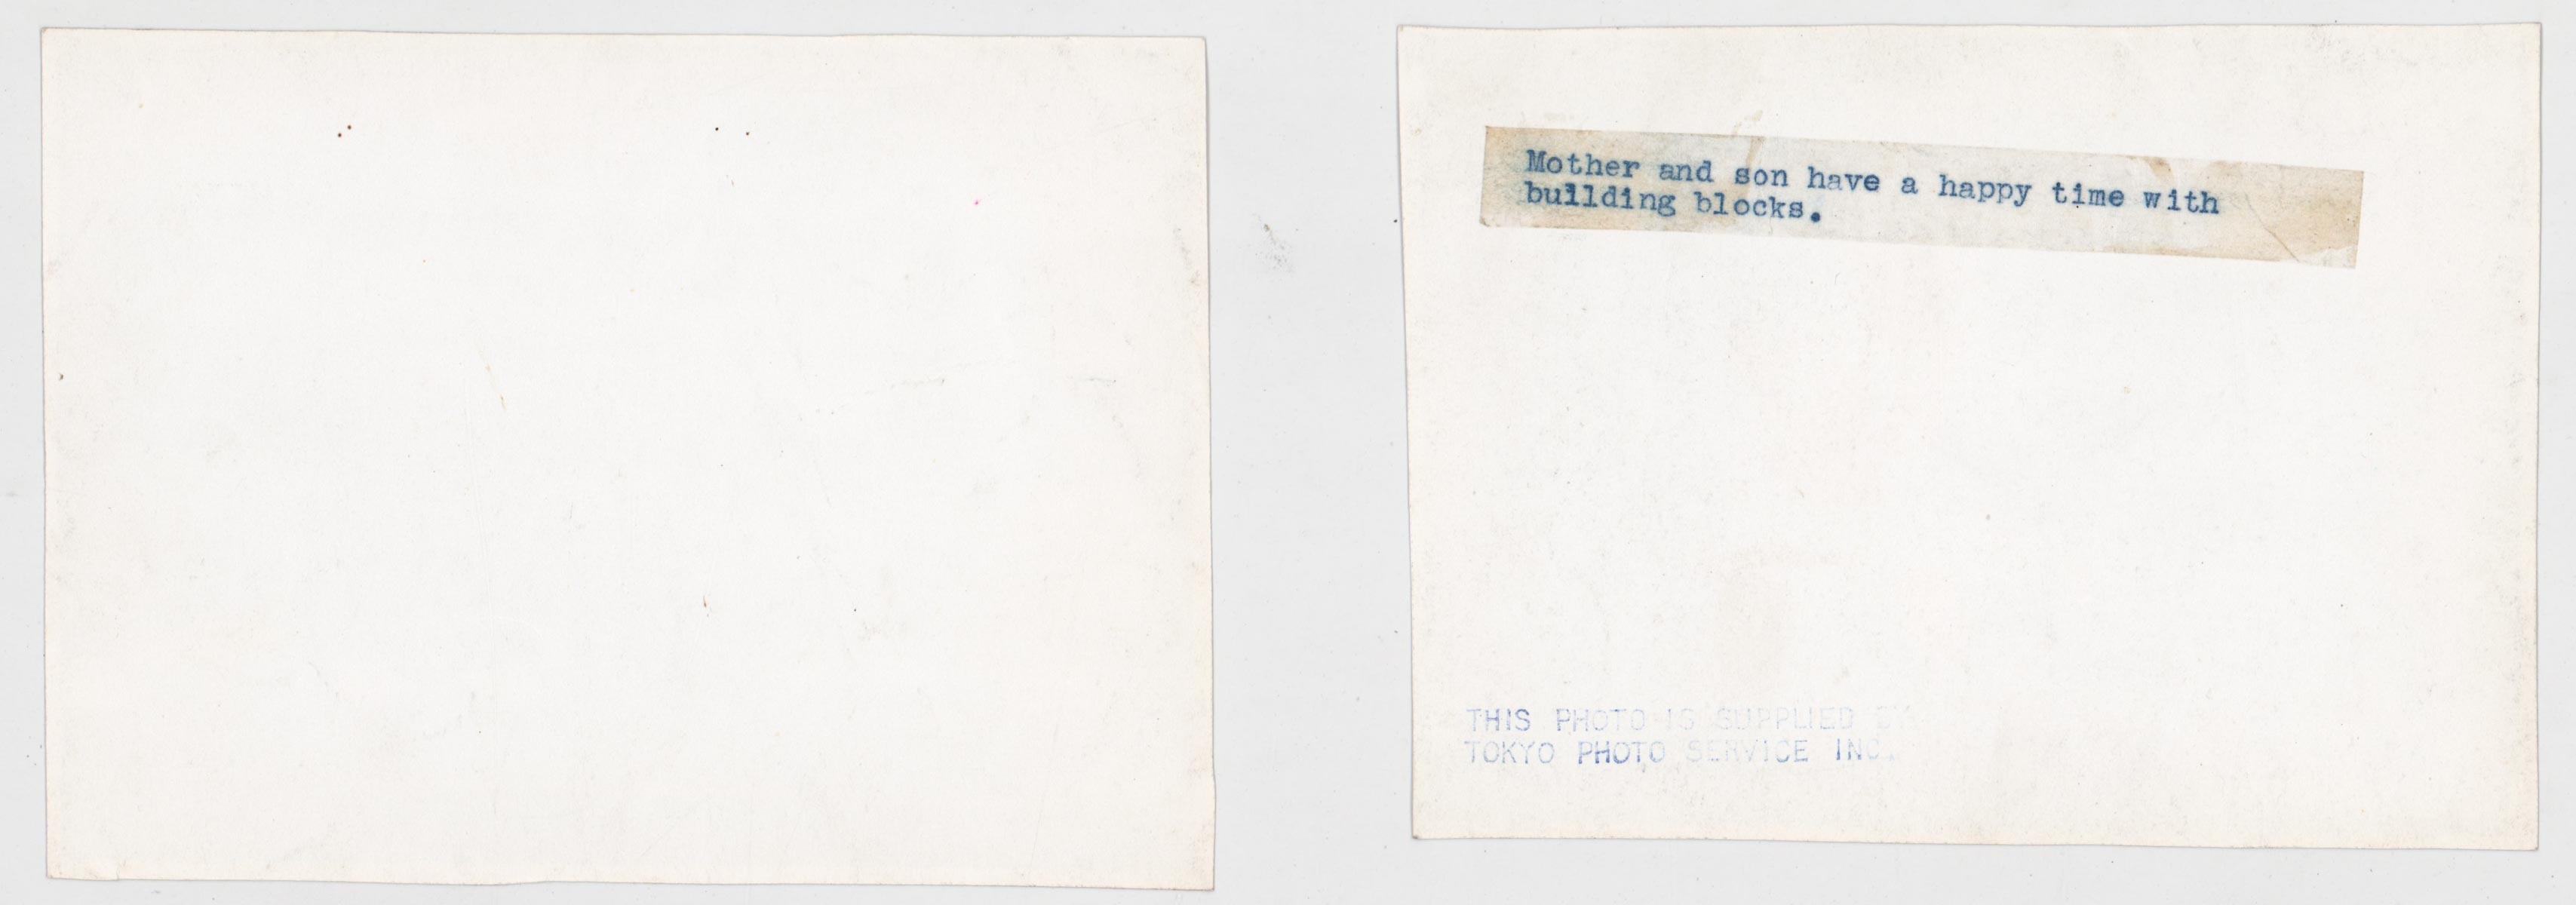 Mother and son have a happy time with
building blocks.
THIS PHOTO IS SUPPLIED BY
TOKYO PHOTO SERVICE INC.